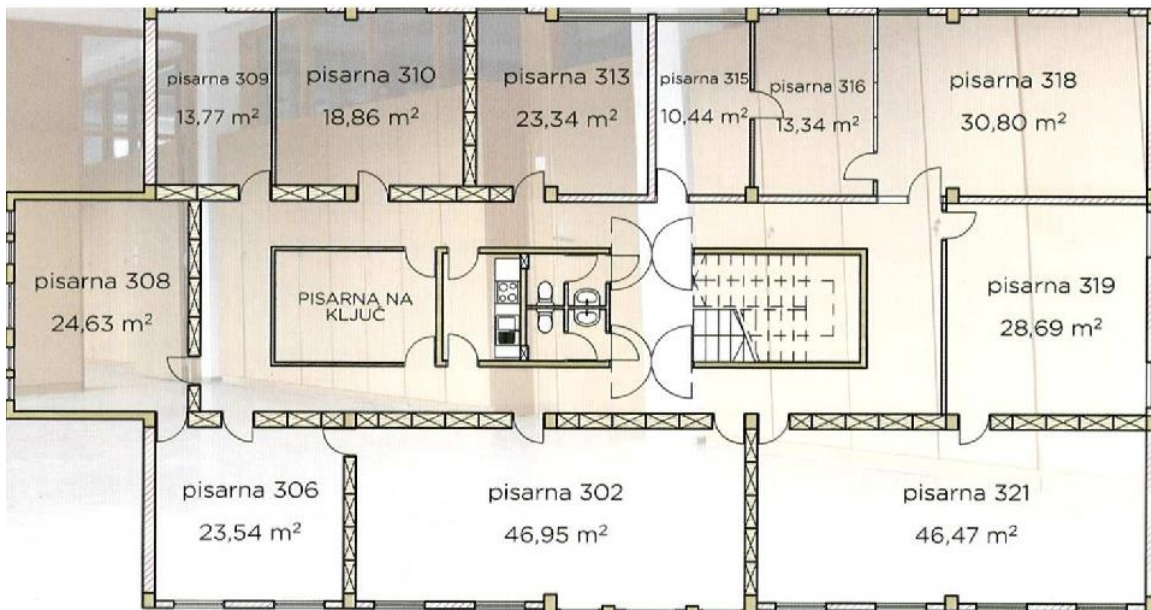 pisarna 309
13,77 m²
pisarna 310
18,86 m²
pisarna 313
23,34 m²
pisarna 315
10,44 m²
pisarna 316
13,34 m²
pisarna 318
30,80 m²
pisarna 308
24,63 m²
PISARNA NA
KLJUČ
pisarna 319
28,69 m²
pisarna 306
23,54 m²
pisarna 302
46,95 m²
pisarna 321
46,47 m²